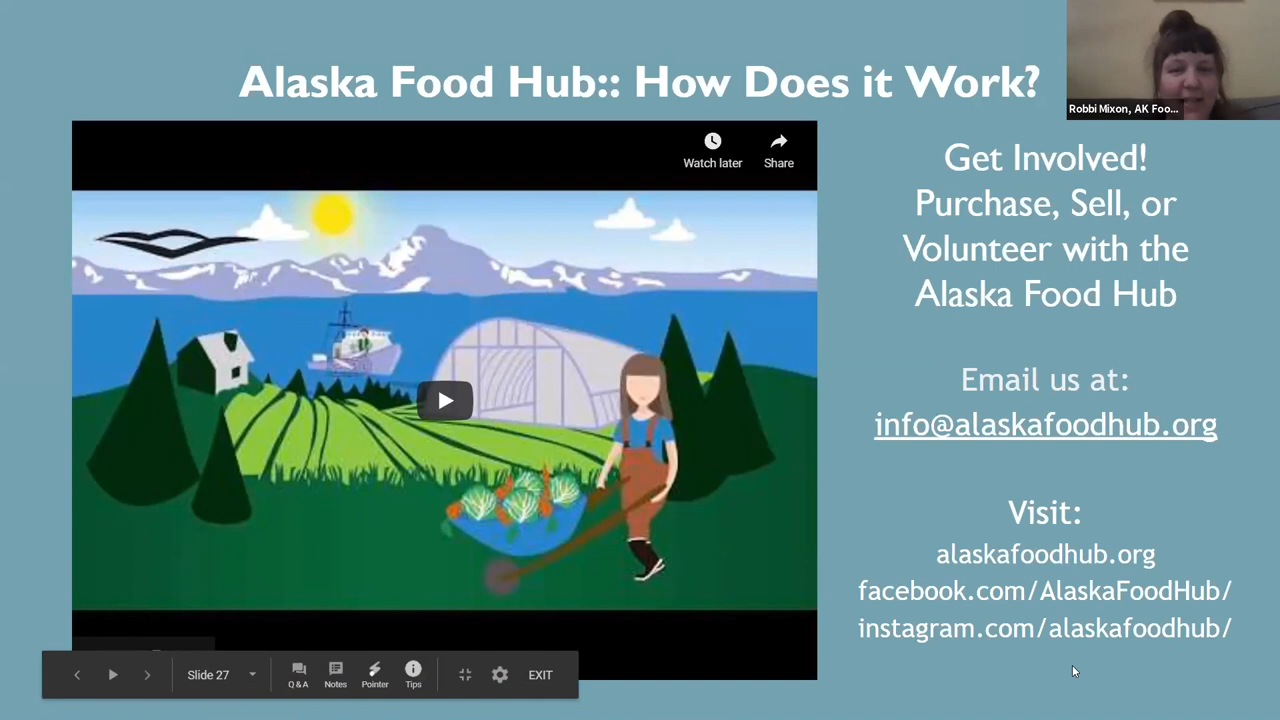 Alaska Food Hub:: How Does it Work?
Robbi Mixon, AK Foo...
Watch later
Share
Get Involved!
Purchase, Sell, or
Volunteer with the
Alaska Food Hub
Email us at:
info@alaskafoodhub.org
Visit:
alaskafoodhub.org
facebook.com/AlaskaFoodHub/
instagram.com/alaskafoodhub/
Slide 27
Q & A
Notes
Pointer
Tips
EXIT